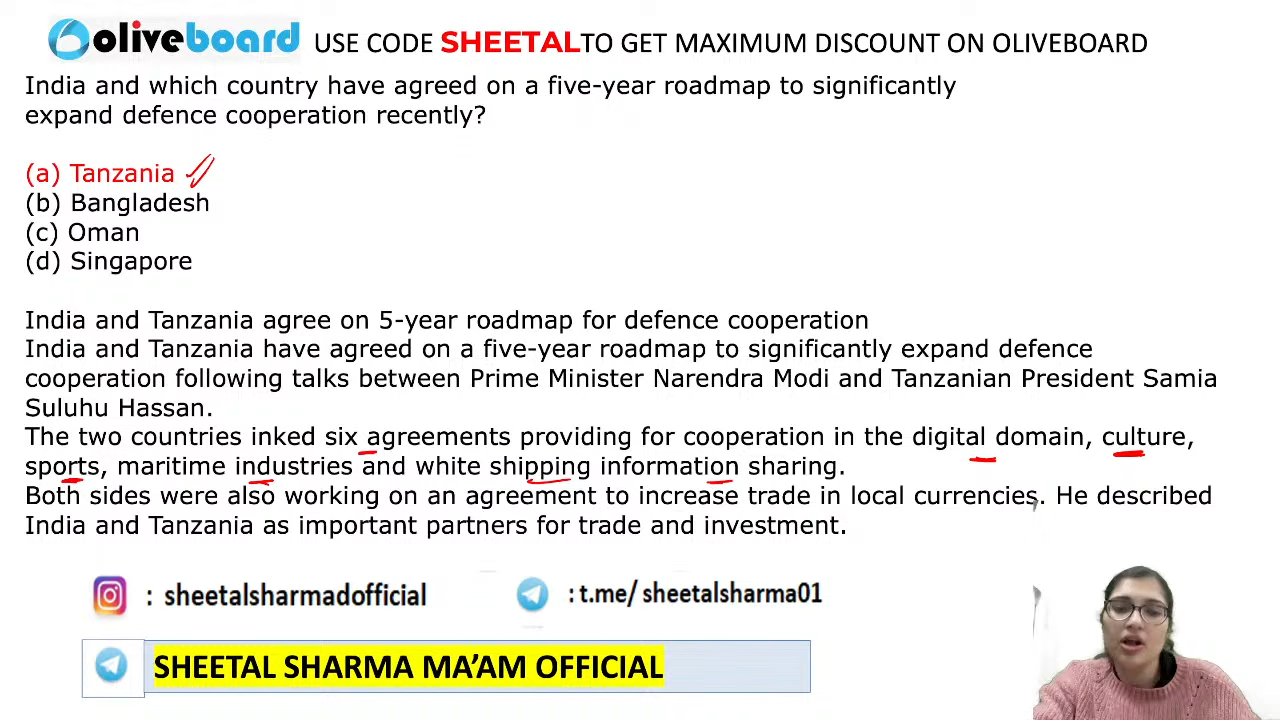 oliveboard USE CODE SHEETAL TO GET MAXIMUM DISCOUNT ON OLIVEBOARD
India and which country have agreed on a five-year roadmap to significantly
expand defence cooperation recently?
(a) Tanzania
(b) Bangladesh
(c) Oman
(d) Singapore
India and Tanzania agree on 5-year roadmap for defence cooperation
India and Tanzania have agreed on a five-year roadmap to significantly expand defence
cooperation following talks between Prime Minister Narendra Modi and Tanzanian President Samia
Suluhu Hassan.
The two countries inked six agreements providing for cooperation in the digital domain, culture,
sports, maritime industries and white shipping information sharing.
Both sides were also working on an agreement to increase trade in local currencies. He described
India and Tanzania as important partners for trade and investment.
: sheetalsharmadofficial : t.me/ sheetalsharma01
SHEETAL SHARMA MA’AM OFFICIAL